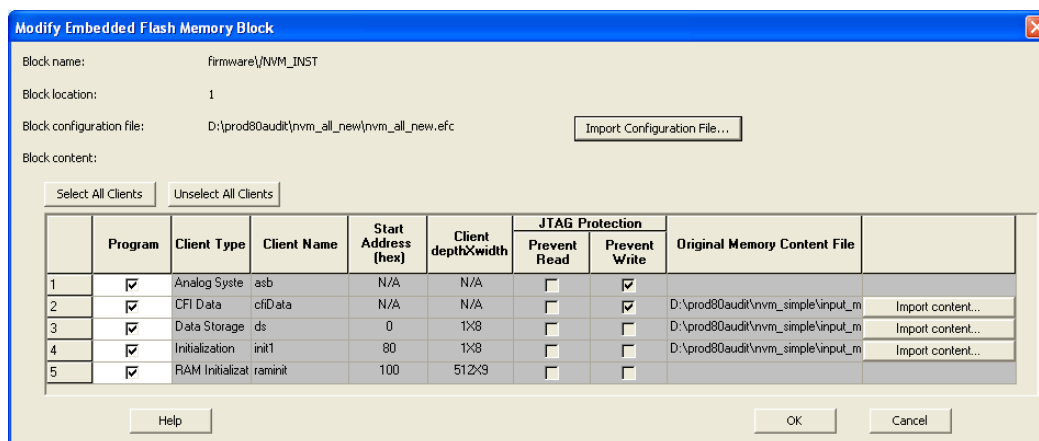 Modify Embedded Flash Memory Block
Block name: firmware\/NVM_INST
Block location: 1
Block configuration file: D:\prod80audit\nvm_all_new\nvm_all_new.efc Import Configuration File...
Block content:
Select All Clients Unselect All Clients
Program Client Type Client Name Start Address (hex) Client depthXwidth JTAG Protection Prevent Read Prevent Write Original Memory Content File
1 Analog Syste asb N/A N/A
2 CFI Data cfiData N/A N/A D:\prod80audit\nvm_simple\input_m Import content...
3 Data Storage ds 0 1X8 D:\prod80audit\nvm_simple\input_m Import content...
4 Initialization init1 80 1X8 D:\prod80audit\nvm_simple\input_m Import content...
5 RAM Initializat raminit 100 512X9
Help OK Cancel